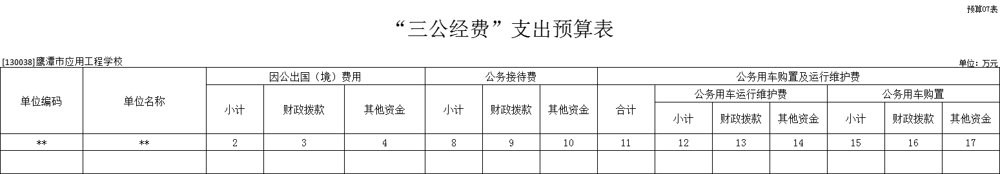 预算07表
“三公经费”支出预算表
[130038]鹰潭市应用工程学校 单位：万元
单位编码 单位名称 因公出国（境）费用 公务接待费 公务用车购置及运行维护费
小计 财政拨款 其他资金 小计 财政拨款 其他资金 合计 公务用车运行维护费 公务用车购置
小计 财政拨款 其他资金 小计 财政拨款 其他资金
** ** 2 3 4 8 9 10 11 12 13 14 15 16 17